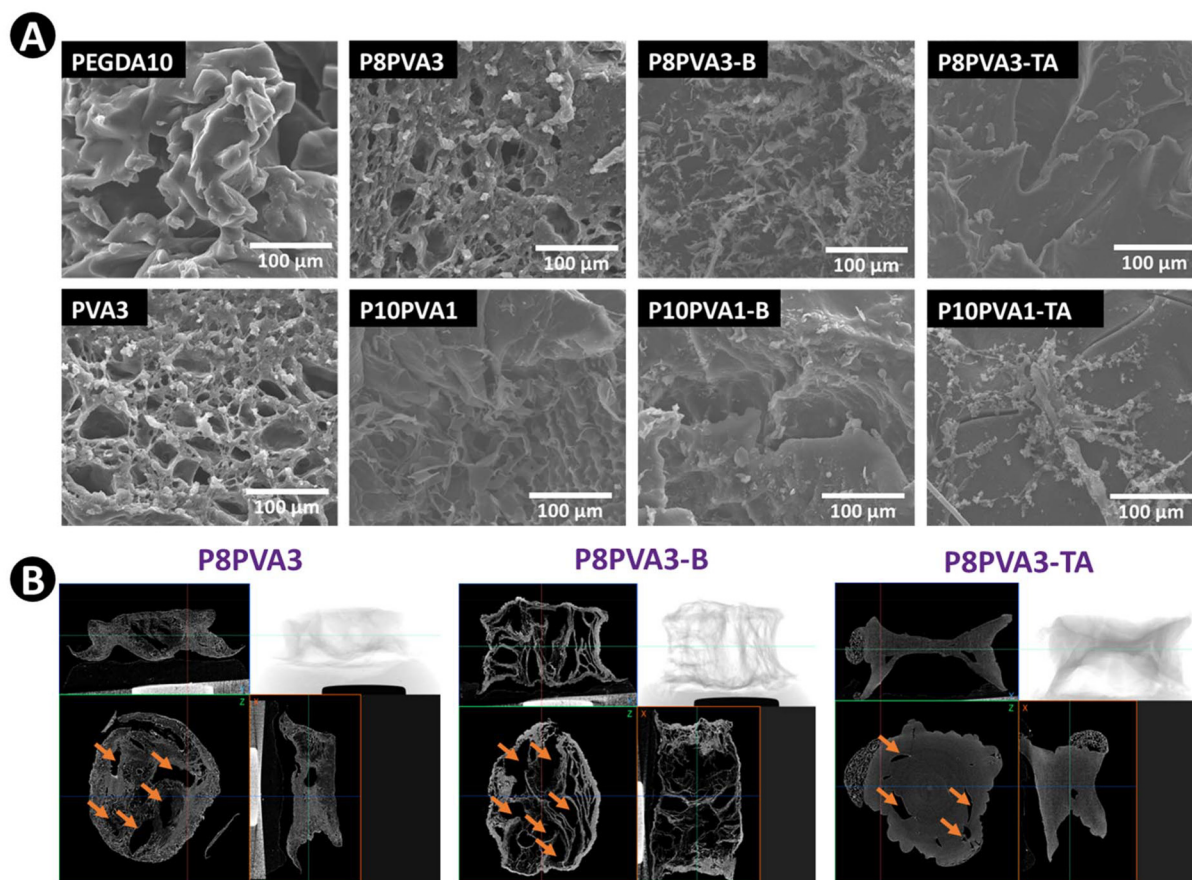 A
PEGDA10
P8PVA3
P8PVA3-B
P8PVA3-TA
100 μm
100 μm
100 μm
100 μm
PVA3
P10PVA1
P10PVA1-B
P10PVA1-TA
100 μm
100 μm
100 μm
100 μm
B
P8PVA3
P8PVA3-B
P8PVA3-TA
Z
X
Z
X
Z
X